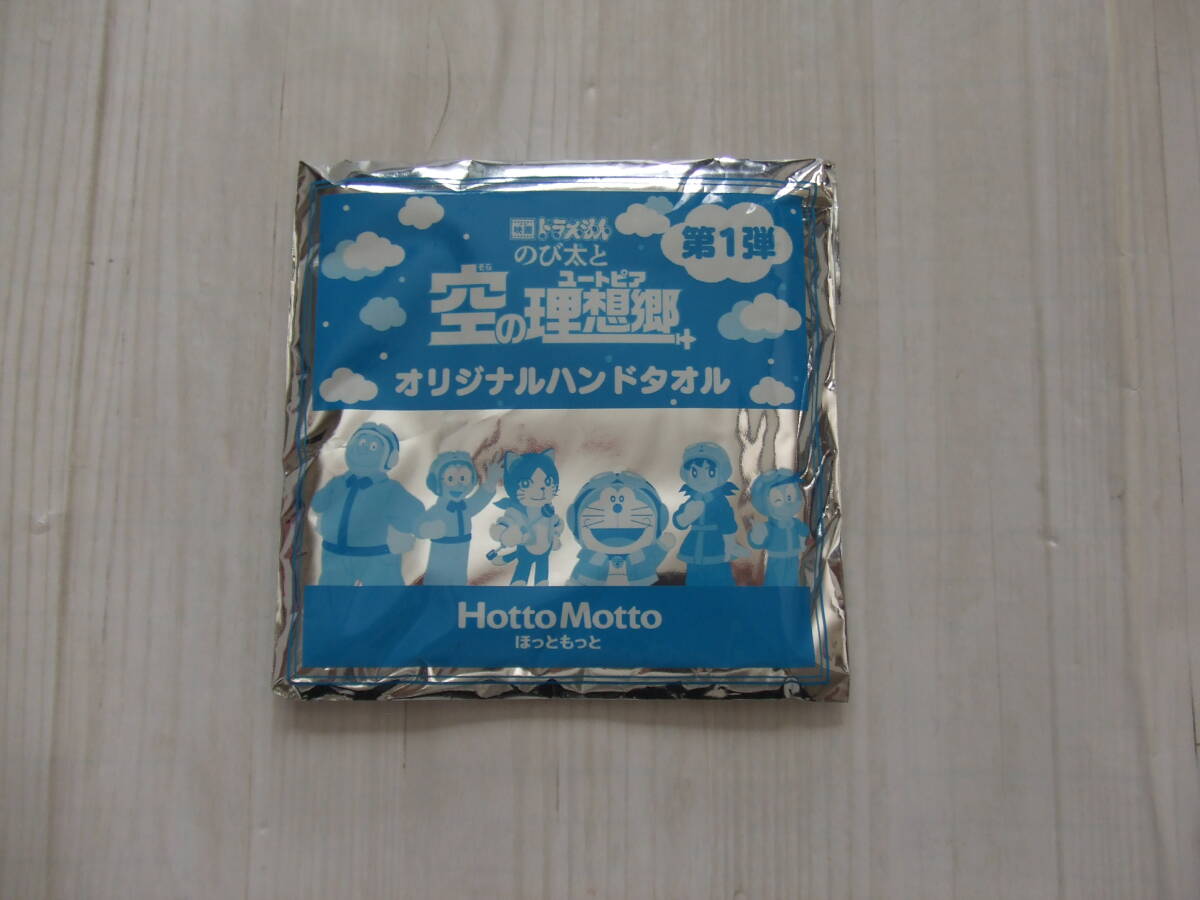 映画 ドラえもん
第1弾
のび太と
そら
ユートピア
空の理想郷
オリジナルハンドタオル
HottoMotto
ほっともっと